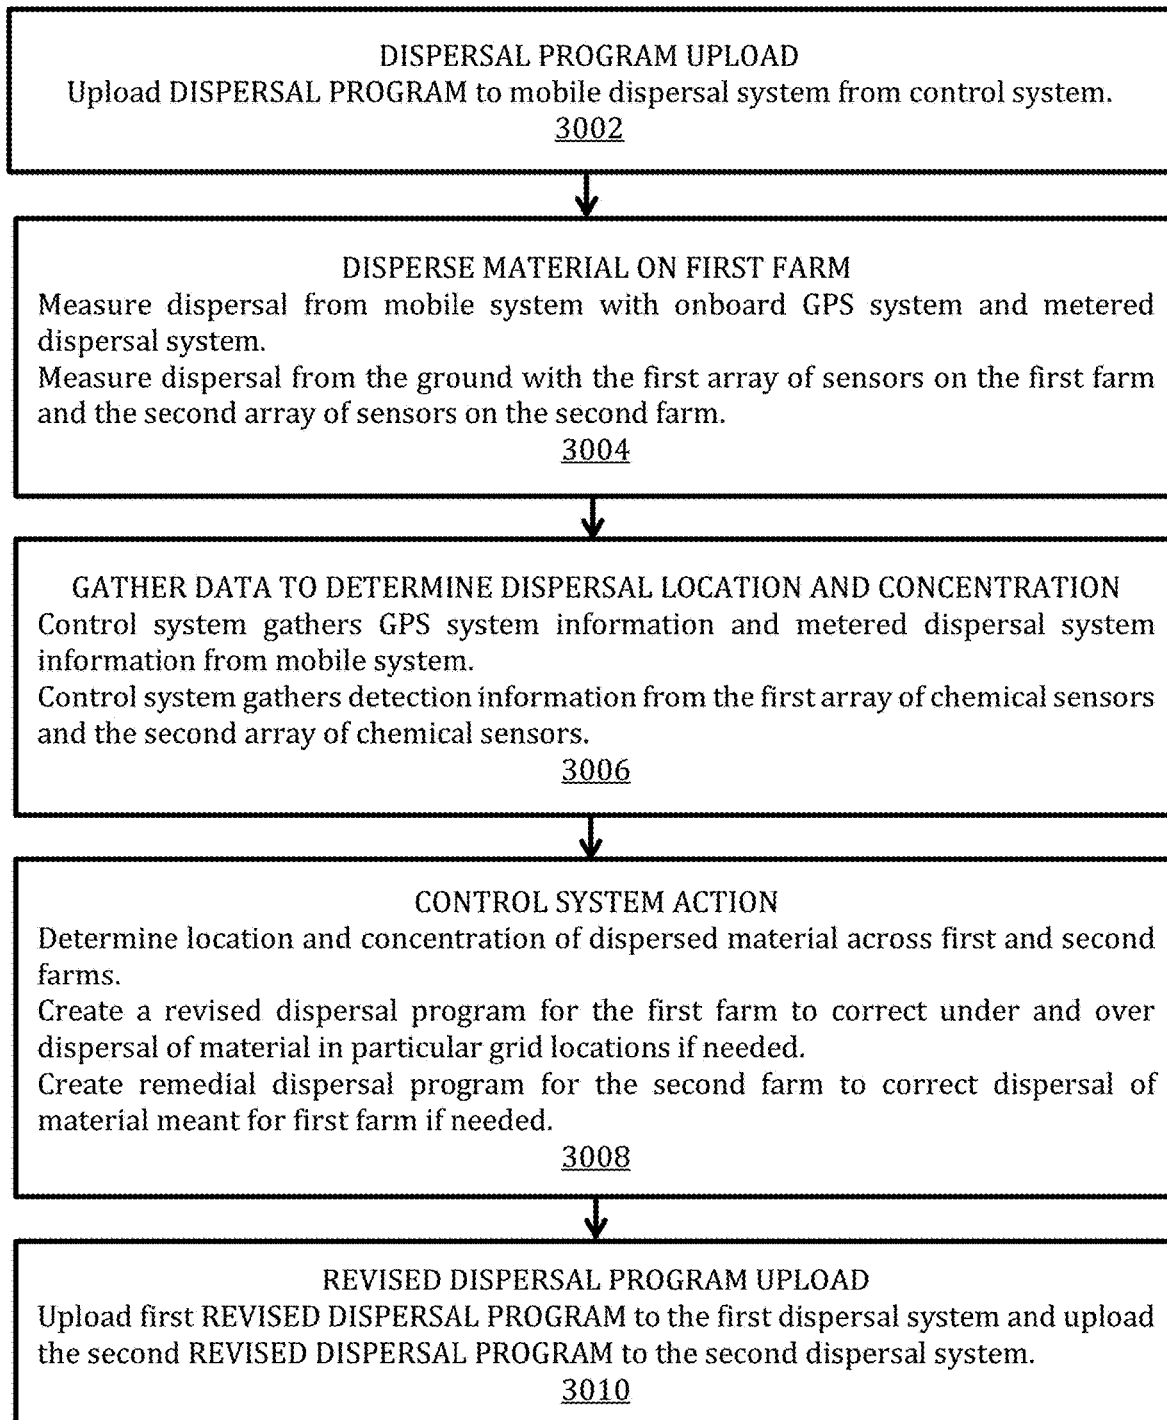 DISPERSAL PROGRAM UPLOAD
Upload DISPERSAL PROGRAM to mobile dispersal system from control system.
3002
DISPERSE MATERIAL ON FIRST FARM
Measure dispersal from mobile system with onboard GPS system and metered
dispersal system.
Measure dispersal from the ground with the first array of sensors on the first farm
and the second array of sensors on the second farm.
3004
GATHER DATA TO DETERMINE DISPERSAL LOCATION AND CONCENTRATION
Control system gathers GPS system information and metered dispersal system
information from mobile system.
Control system gathers detection information from the first array of chemical sensors
and the second array of chemical sensors.
3006
CONTROL SYSTEM ACTION
Determine location and concentration of dispersed material across first and second
farms.
Create a revised dispersal program for the first farm to correct under and over
dispersal of material in particular grid locations if needed.
Create remedial dispersal program for the second farm to correct dispersal of
material meant for first farm if needed.
3008
REVISED DISPERSAL PROGRAM UPLOAD
Upload first REVISED DISPERSAL PROGRAM to the first dispersal system and upload
the second REVISED DISPERSAL PROGRAM to the second dispersal system.
3010